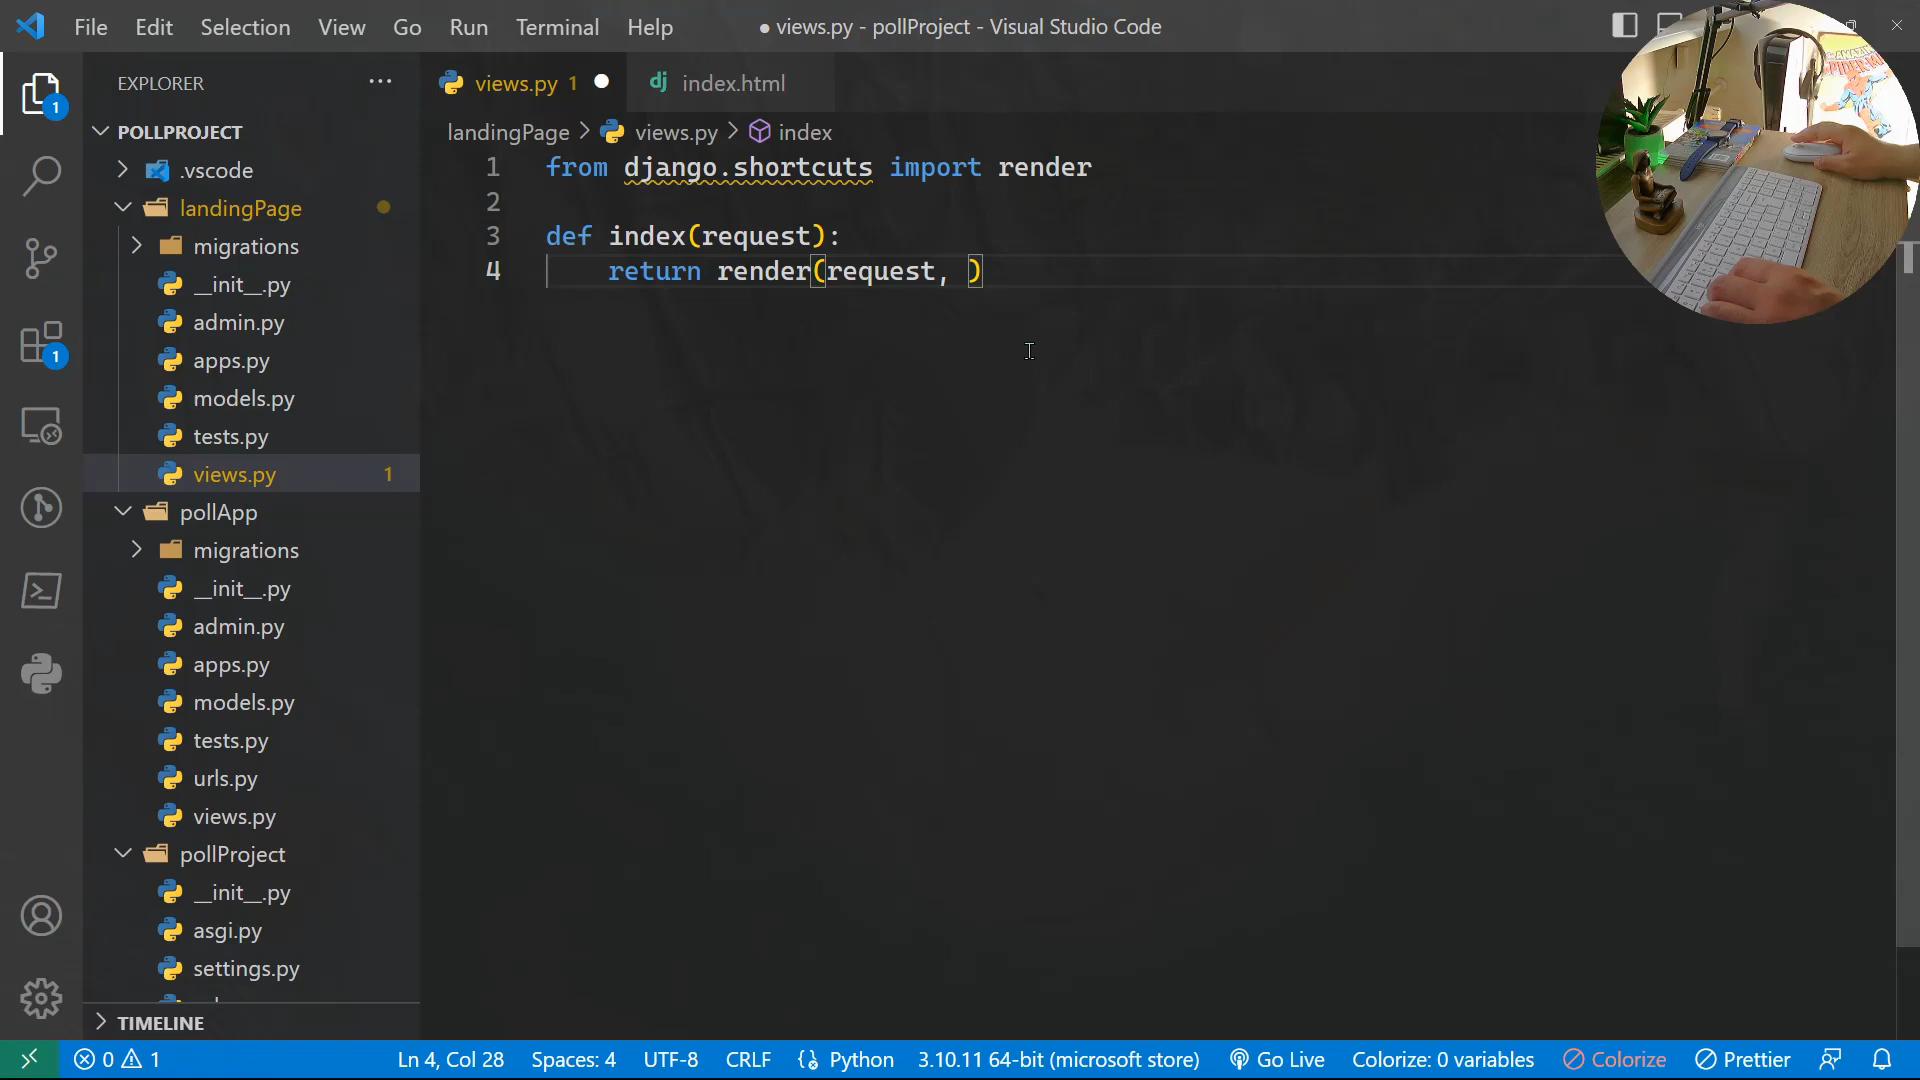 File Edit Selection View Go Run Terminal Help
● views.py - pollProject - Visual Studio Code
EXPLORER
POLLPROJECT
.vscode
landingPage
migrations
__init__.py
admin.py
apps.py
models.py
tests.py
views.py 1
pollApp
migrations
__init__.py
admin.py
apps.py
models.py
tests.py
urls.py
views.py
pollProject
__init__.py
asgi.py
settings.py
TIMELINE
1
1
views.py 1
index.html
landingPage > views.py > index
1 from django.shortcuts import render
2
3 def index(request):
4 return render(request, )
0 1
Ln 4, Col 28 Spaces: 4 UTF-8 CRLF Python 3.10.11 64-bit (microsoft store) Go Live Colorize: 0 variables Colorize Prettier